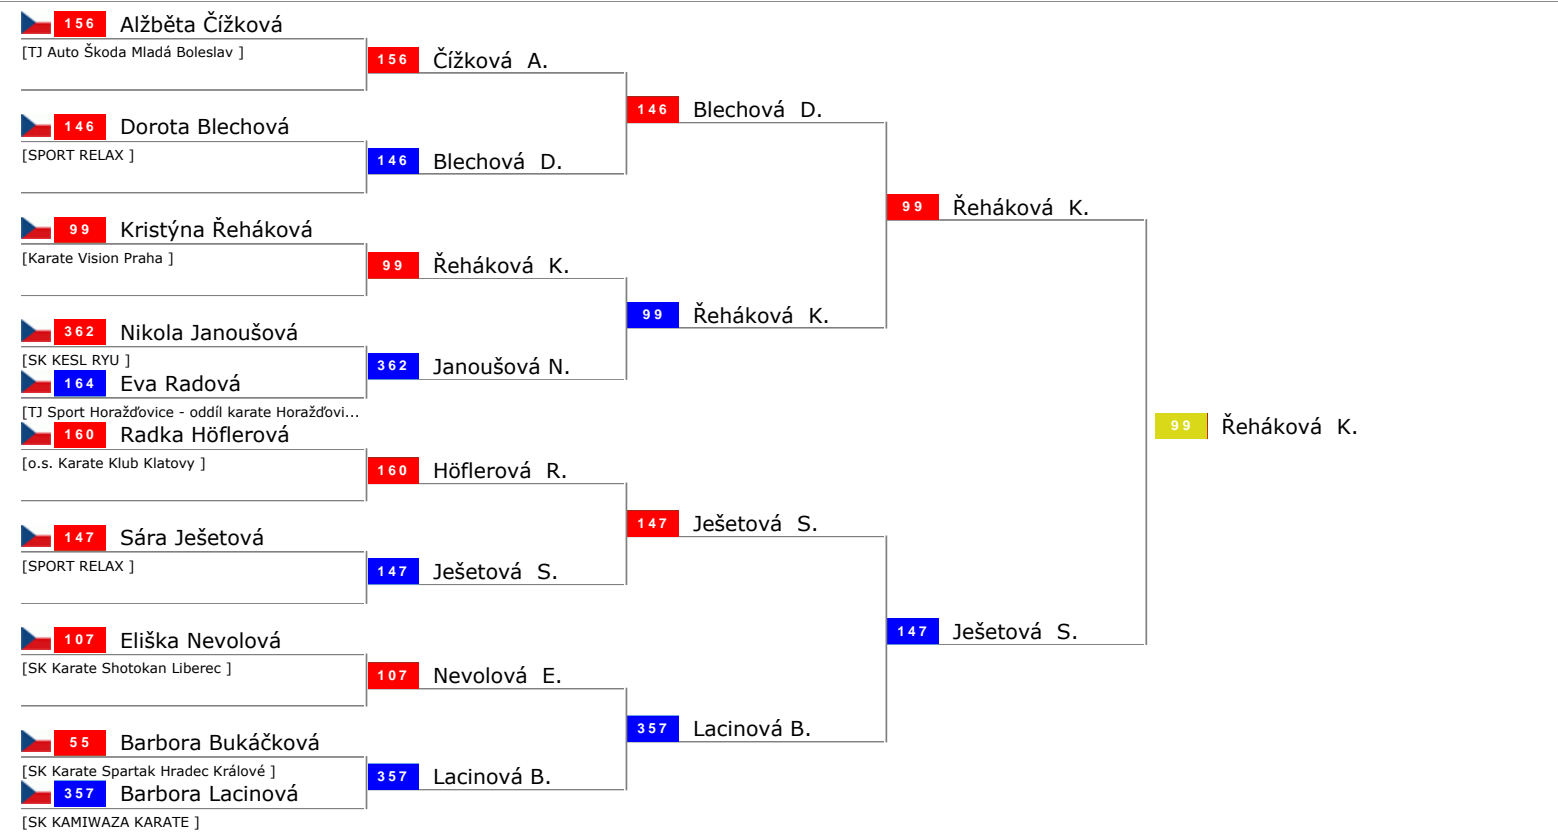 156 Alžběta Čížková
[TJ Auto Škoda Mladá Boleslav ]
156 Čížková A.
146 Blechová D.
146 Dorota Blechová
[SPORT RELAX ]
146 Blechová D.
99 Řeháková K.
99 Kristýna Řeháková
[Karate Vision Praha ]
99 Řeháková K.
99 Řeháková K.
362 Nikola Janoušová
[SK KESL RYU ]
362 Janoušová N.
164 Eva Radová
[TJ Sport Horažďovice - oddíl karate Horažďovi...
99 Řeháková K.
160 Radka Höflerová
[o.s. Karate Klub Klatovy ]
160 Höflerová R.
147 Ješetová S.
147 Sára Ješetová
[SPORT RELAX ]
147 Ješetová S.
147 Ješetová S.
107 Eliška Nevolová
[SK Karate Shotokan Liberec ]
107 Nevolová E.
357 Lacinová B.
55 Barbora Bukáčková
[SK Karate Spartak Hradec Králové ]
357 Lacinová B.
357 Barbora Lacinová
[SK KAMIWAZA KARATE ]